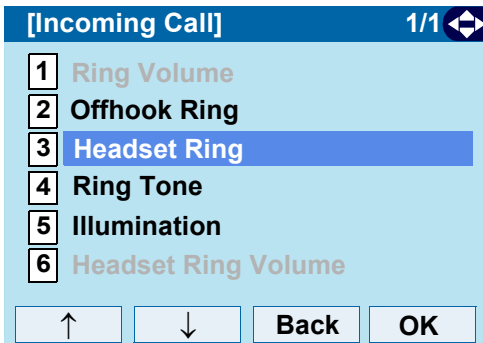 [Incoming Call] 1/1
1 Ring Volume
2 Offhook Ring
3 Headset Ring
4 Ring Tone
5 Illumination
6 Headset Ring Volume
↑ ↓ Back OK